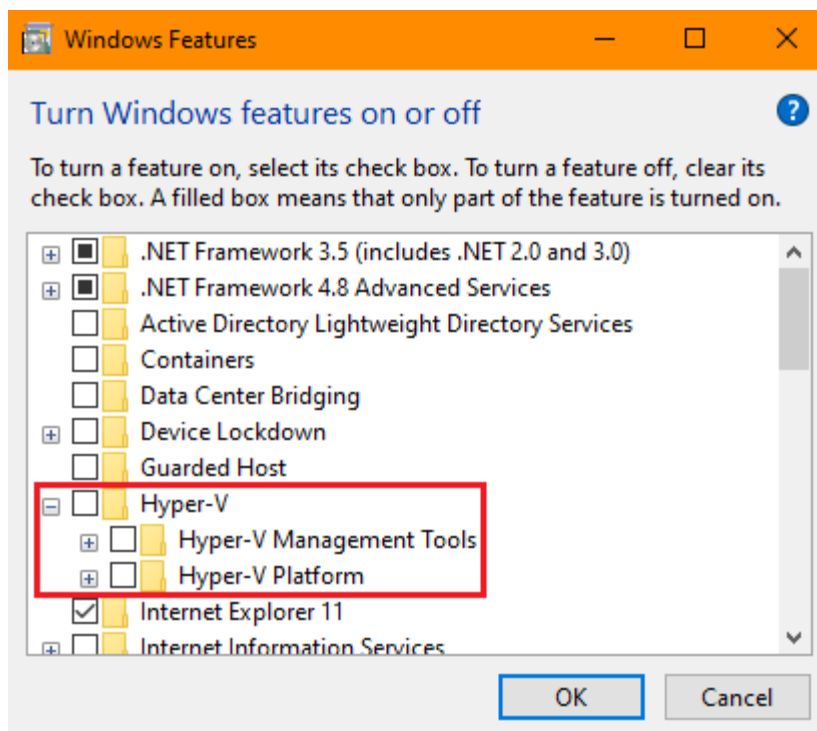 Windows Features
Turn Windows features on or off
?
To turn a feature on, select its check box. To turn a feature off, clear its
check box. A filled box means that only part of the feature is turned on.
.NET Framework 3.5 (includes .NET 2.0 and 3.0)
.NET Framework 4.8 Advanced Services
Active Directory Lightweight Directory Services
Containers
Data Center Bridging
Device Lockdown
Guarded Host
Hyper-V
Hyper-V Management Tools
Hyper-V Platform
Internet Explorer 11
Internet Information Services
OK
Cancel